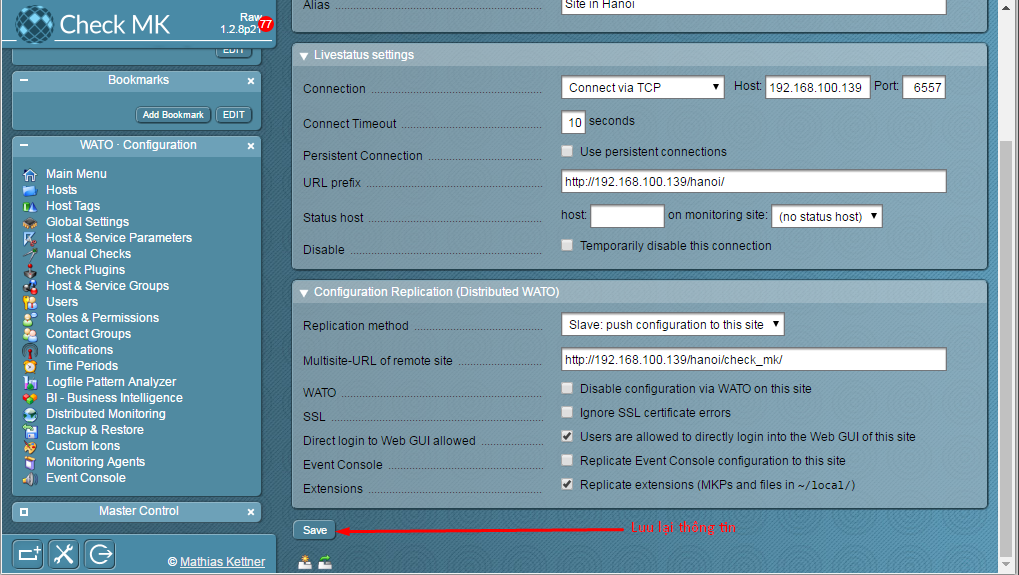 Check MK
Raw
1.2.8p21
77
EDIT
Bookmarks
Add Bookmark
EDIT
WATO · Configuration
Main Menu
Hosts
Host Tags
Global Settings
Host & Service Parameters
Manual Checks
Check Plugins
Host & Service Groups
Users
Roles & Permissions
Contact Groups
Notifications
Time Periods
Logfile Pattern Analyzer
BI - Business Intelligence
Distributed Monitoring
Backup & Restore
Custom Icons
Monitoring Agents
Event Console
Master Control
© Mathias Kettner
Alias Site in Hanoi
Livestatus settings
Connection Connect via TCP Host: 192.168.100.139 Port: 6557
Connect Timeout 10 seconds
Persistent Connection Use persistent connections
URL prefix http://192.168.100.139/hanoi/
Status host host: on monitoring site: (no status host)
Disable Temporarily disable this connection
Configuration Replication (Distributed WATO)
Replication method Slave: push configuration to this site
Multisite-URL of remote site http://192.168.100.139/hanoi/check_mk/
WATO Disable configuration via WATO on this site
SSL Ignore SSL certificate errors
Direct login to Web GUI allowed Users are allowed to directly login into the Web GUI of this site
Event Console Replicate Event Console configuration to this site
Extensions Replicate extensions (MKPs and files in ~/local/)
Save Lưu lại thông tin